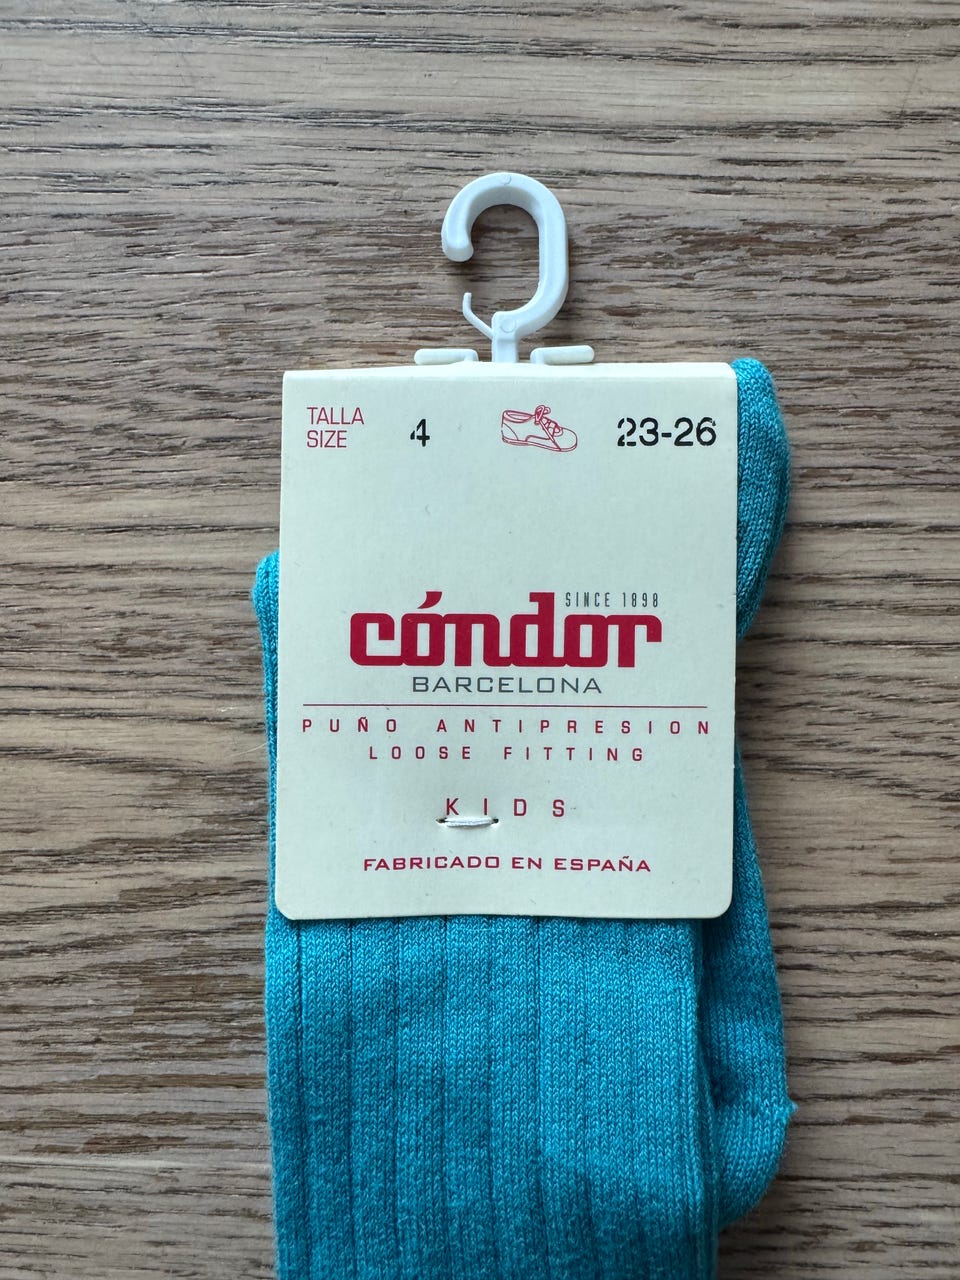 TALLA
SIZE
4
23-26
SINCE 1898
cóndor
BARCELONA
PUÑO ANTIPRESION
LOOSE FITTING
KIDS
FABRICADO EN ESPAÑA